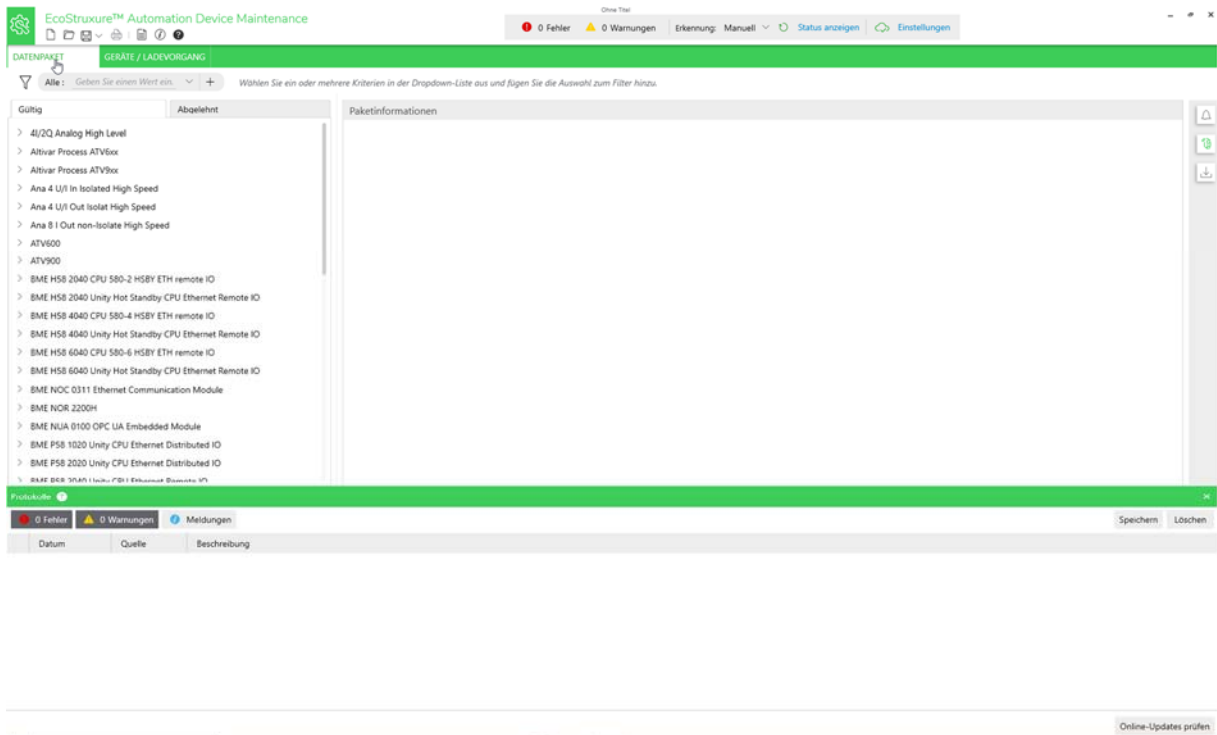 Ohne Titel
EcoStruxure™ Automation Device Maintenance
0 Fehler 0 Warnungen Erkennung: Manuell Status anzeigen Einstellungen
DATENPAKET GERÄTE / LADEVORGANG
Alle : Geben Sie einen Wert ein. + Wählen Sie ein oder mehrere Kriterien in der Dropdown-Liste aus und fügen Sie die Auswahl zum Filter hinzu.
Gültig Abgelehnt Paketinformationen
4I/2Q Analog High Level
Altivar Process ATV6xx
Altivar Process ATV9xx
Ana 4 U/I In Isolated High Speed
Ana 4 U/I Out Isolat High Speed
Ana 8 I Out non-Isolate High Speed
ATV600
ATV900
BME H58 2040 CPU 580-2 HSBY ETH remote IO
BME H58 2040 Unity Hot Standby CPU Ethernet Remote IO
BME H58 4040 CPU 580-4 HSBY ETH remote IO
BME H58 4040 Unity Hot Standby CPU Ethernet Remote IO
BME H58 6040 CPU 580-6 HSBY ETH remote IO
BME H58 6040 Unity Hot Standby CPU Ethernet Remote IO
BME NOC 0311 Ethernet Communication Module
BME NOR 2200H
BME NUA 0100 OPC UA Embedded Module
BME P58 1020 Unity CPU Ethernet Distributed IO
BME P58 2020 Unity CPU Ethernet Distributed IO
BME P58 2040 Unity CPU Ethernet Remote IO
Protokolle
0 Fehler 0 Warnungen Meldungen Speichern Löschen
Datum Quelle Beschreibung
Online-Updates prüfen